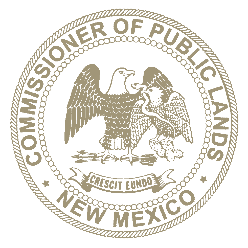 COMMISSIONER OF PUBLIC LANDS
CRESCIT EUNDO
NEW MEXICO